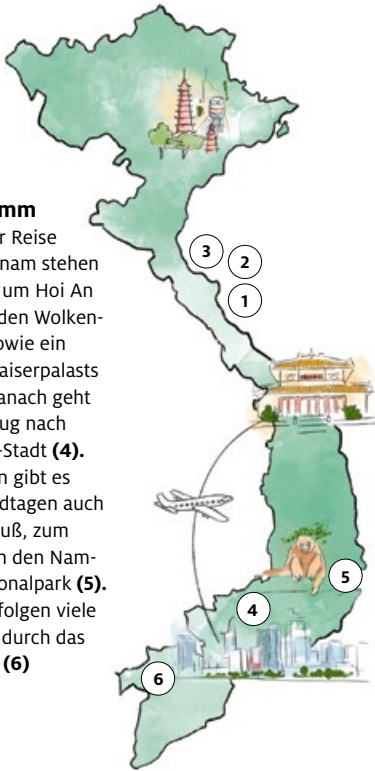 mm
r Reise
nam stehen
um Hoi An
den Wolken-
owie ein
aiserpalasts
anach geht
ug nach
-Stadt (4).
n gibt es
dtagen auch
uß, zum
n den Nam-
onalpark (5).
folgen viele
durch das
(6)
3
2
1
5
4
6